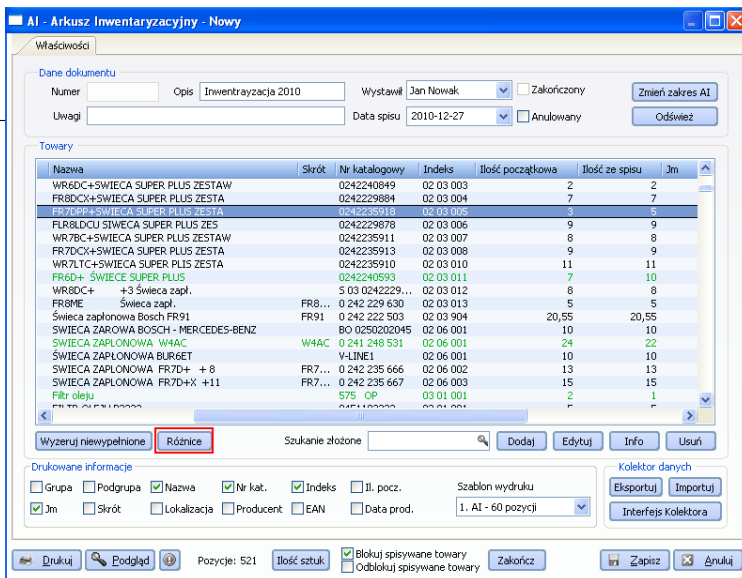 AI - Arkusz Inwentaryzacyjny - Nowy
Właściwości
Dane dokumentu
Numer Opis Inwentrayzacja 2010 Wystawił Jan Nowak Zakończony Zmień zakres AI
Uwagi Data spisu 2010-12-27 Anulowany Odśwież
Towary
Nazwa Skrót Nr katalogowy Indeks Ilość początkowa Ilość ze spisu Jm
WR6DC+SWIECA SUPER PLUS ZESTAW 0242240849 02 03 003 2 2
FR8DCX+SWIECA SUPER PLUS ZESTAW 0242229884 02 03 004 7 7
FR7DPP+SWIECA SUPER PLUS ZESTA 0242235918 02 03 005 3 5
FLR8LDCU SIWECA SUPER PLUS ZES 0242229878 02 03 006 9 9
WR7BC+SWIECA SUPER PLUS ZESTAW 0242235911 02 03 007 8 8
FR7DCX+SWIECA SUPER PLUS ZESTAW 0242235913 02 03 008 9 9
WR7LTC+SWIECA SUPER PLIS ZESTA 0242235910 02 03 010 11 11
FR6D+ ŚWIECE SUPER PLUS 0242240593 02 03 011 7 10
WR8DC+ +3 Świeca zapł. S 03 0242229... 02 03 012 8 8
FR8ME Świeca zapł. FR8... 0 242 229 630 02 03 013 5 5
Świeca zapłonowa Bosch FR91 FR91 0 242 222 503 02 03 904 20,55 20,55
SWIECA ZAROWA BOSCH - MERCEDES-BENZ BO 0250202045 02 06 001 10 10
SWIECA ZAPŁONOWA W4AC W4AC 0 241 248 531 02 06 001 24 22
ŚWIECA ZAPŁONOWA BUR6ET V-LINE1 02 06 001 10 10
SWIECA ZAPŁONOWA FR7D+ + 8 FR7... 0 242 235 666 02 06 002 13 13
SWIECA ZAPŁONOWA FR7D+X +11 FR7... 0 242 235 667 02 06 003 15 15
Filtr oleju 575 OP 03 01 001 2 1
Wyzeruj niewypełnione Różnice Szukanie złożone Dodaj Edytuj Info Usuń
Drukowane informacje Kolektor danych
Grupa Podgrupa Nazwa Nr kat. Indeks Il. pocz. Szablon wydruku Eksportuj Importuj
Jm Skrót Lokalizacja Producent EAN Data prod. 1. AI - 60 pozycji Interfejs Kolektora
Drukuj Podgląd Pozycje: 521 Ilość sztuk Blokuj spisywane towary Zakończ Zapisz Anuluj
Odblokuj spisywane towary